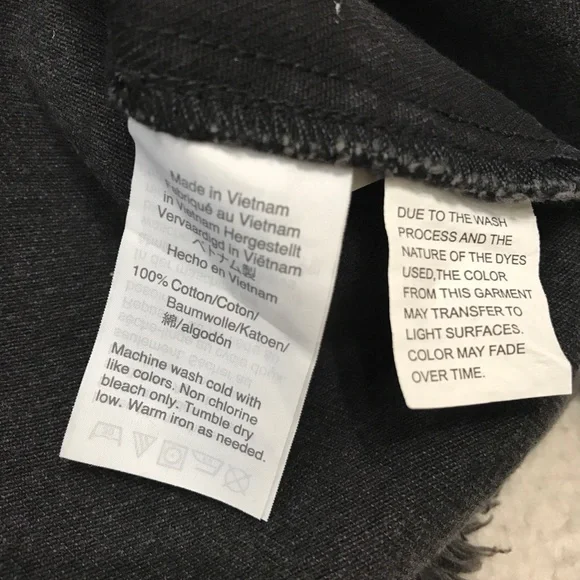 Made in Vietnam
Fabriqué au Vietnam
in Vietnam Hergestellt
Vervaardigd in Viëtnam
ベトナム製
Hecho en Vietnam
100% Cotton/Coton/
Baumwolle/Katoen/
綿/algodón
Machine wash cold with
like colors. Non chlorine
bleach only. Tumble dry
low. Warm iron as needed.
DUE TO THE WASH
PROCESS AND THE
NATURE OF THE DYES
USED,THE COLOR
FROM THIS GARMENT
MAY TRANSFER TO
LIGHT SURFACES.
COLOR MAY FADE
OVER TIME.